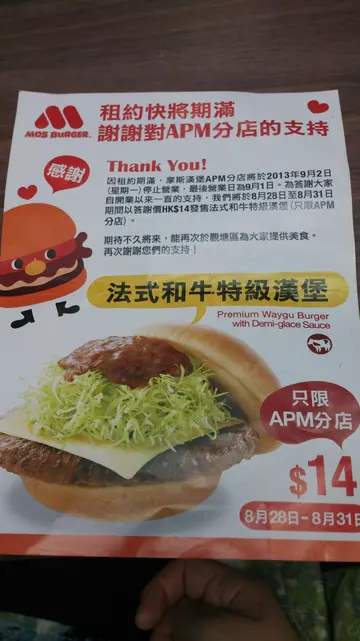 MOS BURGER
租約快將期滿
謝謝對APM分店的支持
感謝
Thank You!
因租約期滿，摩斯漢堡APM分店將於2013年9月2日
(星期一)停止營業，最後營業日為9月1日。為答謝大家
自開業以來一直的支持，我們將於8月28日至8月31日
期間以答謝價HK$14發售法式和牛特級漢堡(只限APM
分店)。
期待不久將來，能再次於觀塘區為大家提供美食。
再次謝謝您們的支持！
法式和牛特級漢堡
Premium Waygu Burger
with Demi-glace Sauce
只限
APM分店
$14
8月28日-8月31日